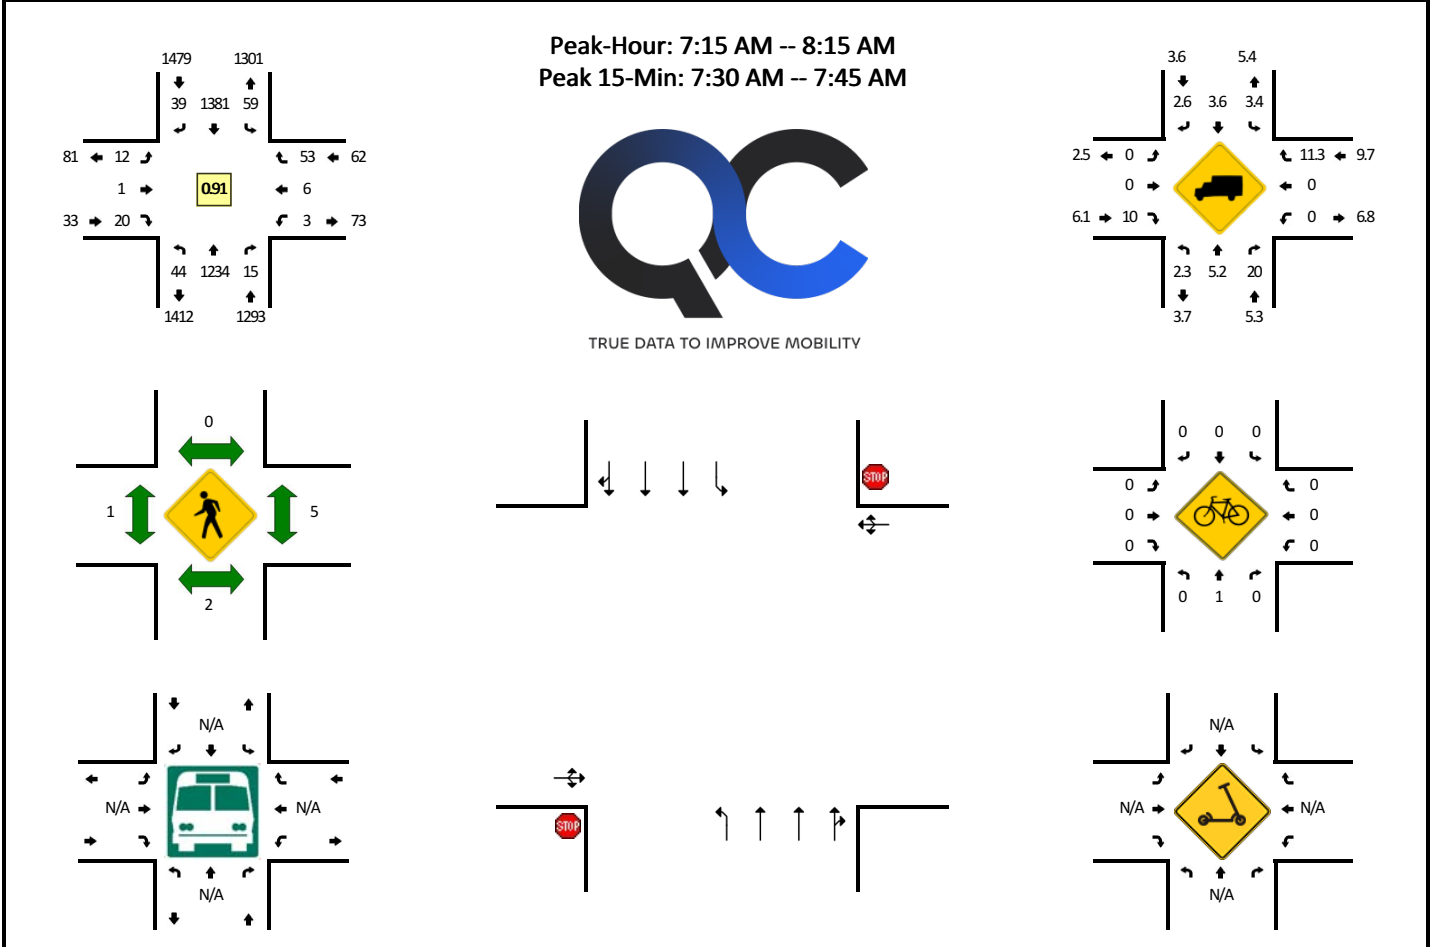 Peak-Hour: 7:15 AM -- 8:15 AM
Peak 15-Min: 7:30 AM -- 7:45 AM
1479 1301
39 1381 59
81 12 53 62
1 0.91 6
33 20 3 73
44 1234 15
1412 1293
TRUE DATA TO IMPROVE MOBILITY
3.6 5.4
2.6 3.6 3.4
2.5 0 11.3 9.7
0 0
6.1 10 0 6.8
2.3 5.2 20
3.7 5.3
0
1 5
2
STOP
STOP
0 0 0
0 0
0 0
0 0
0 1 0
N/A
N/A N/A
N/A
N/A
N/A N/A
N/A